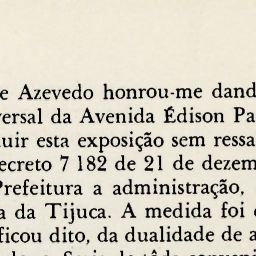 e Azevedo honrou-me dand
versal da Avenida Édison Pa
uir esta exposição sem ressa
ecreto 7 182 de 21 de dezem
Prefeitura a administração,
a da Tijuca. A medida foi
ficou dito, da dualidade de a